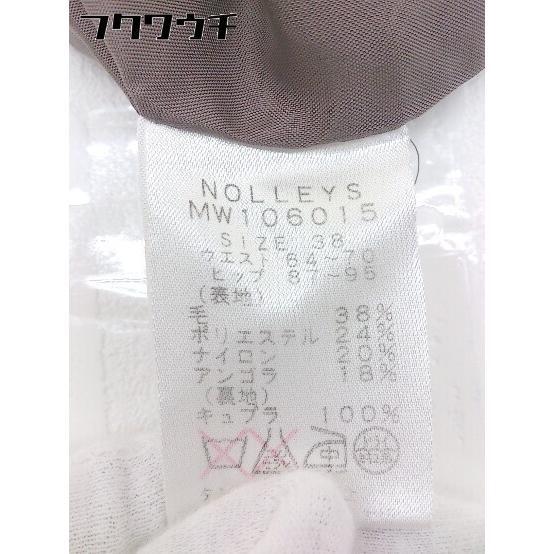 フクワウチ
NOLLEYS
MW106015
SIZE 38
ウエスト 64~70
ヒップ 87~95
(表地)
毛 38%
ポリエステル 24%
ナイロン 20%
アンゴラ 18%
(裏地)
キュプラ 100%